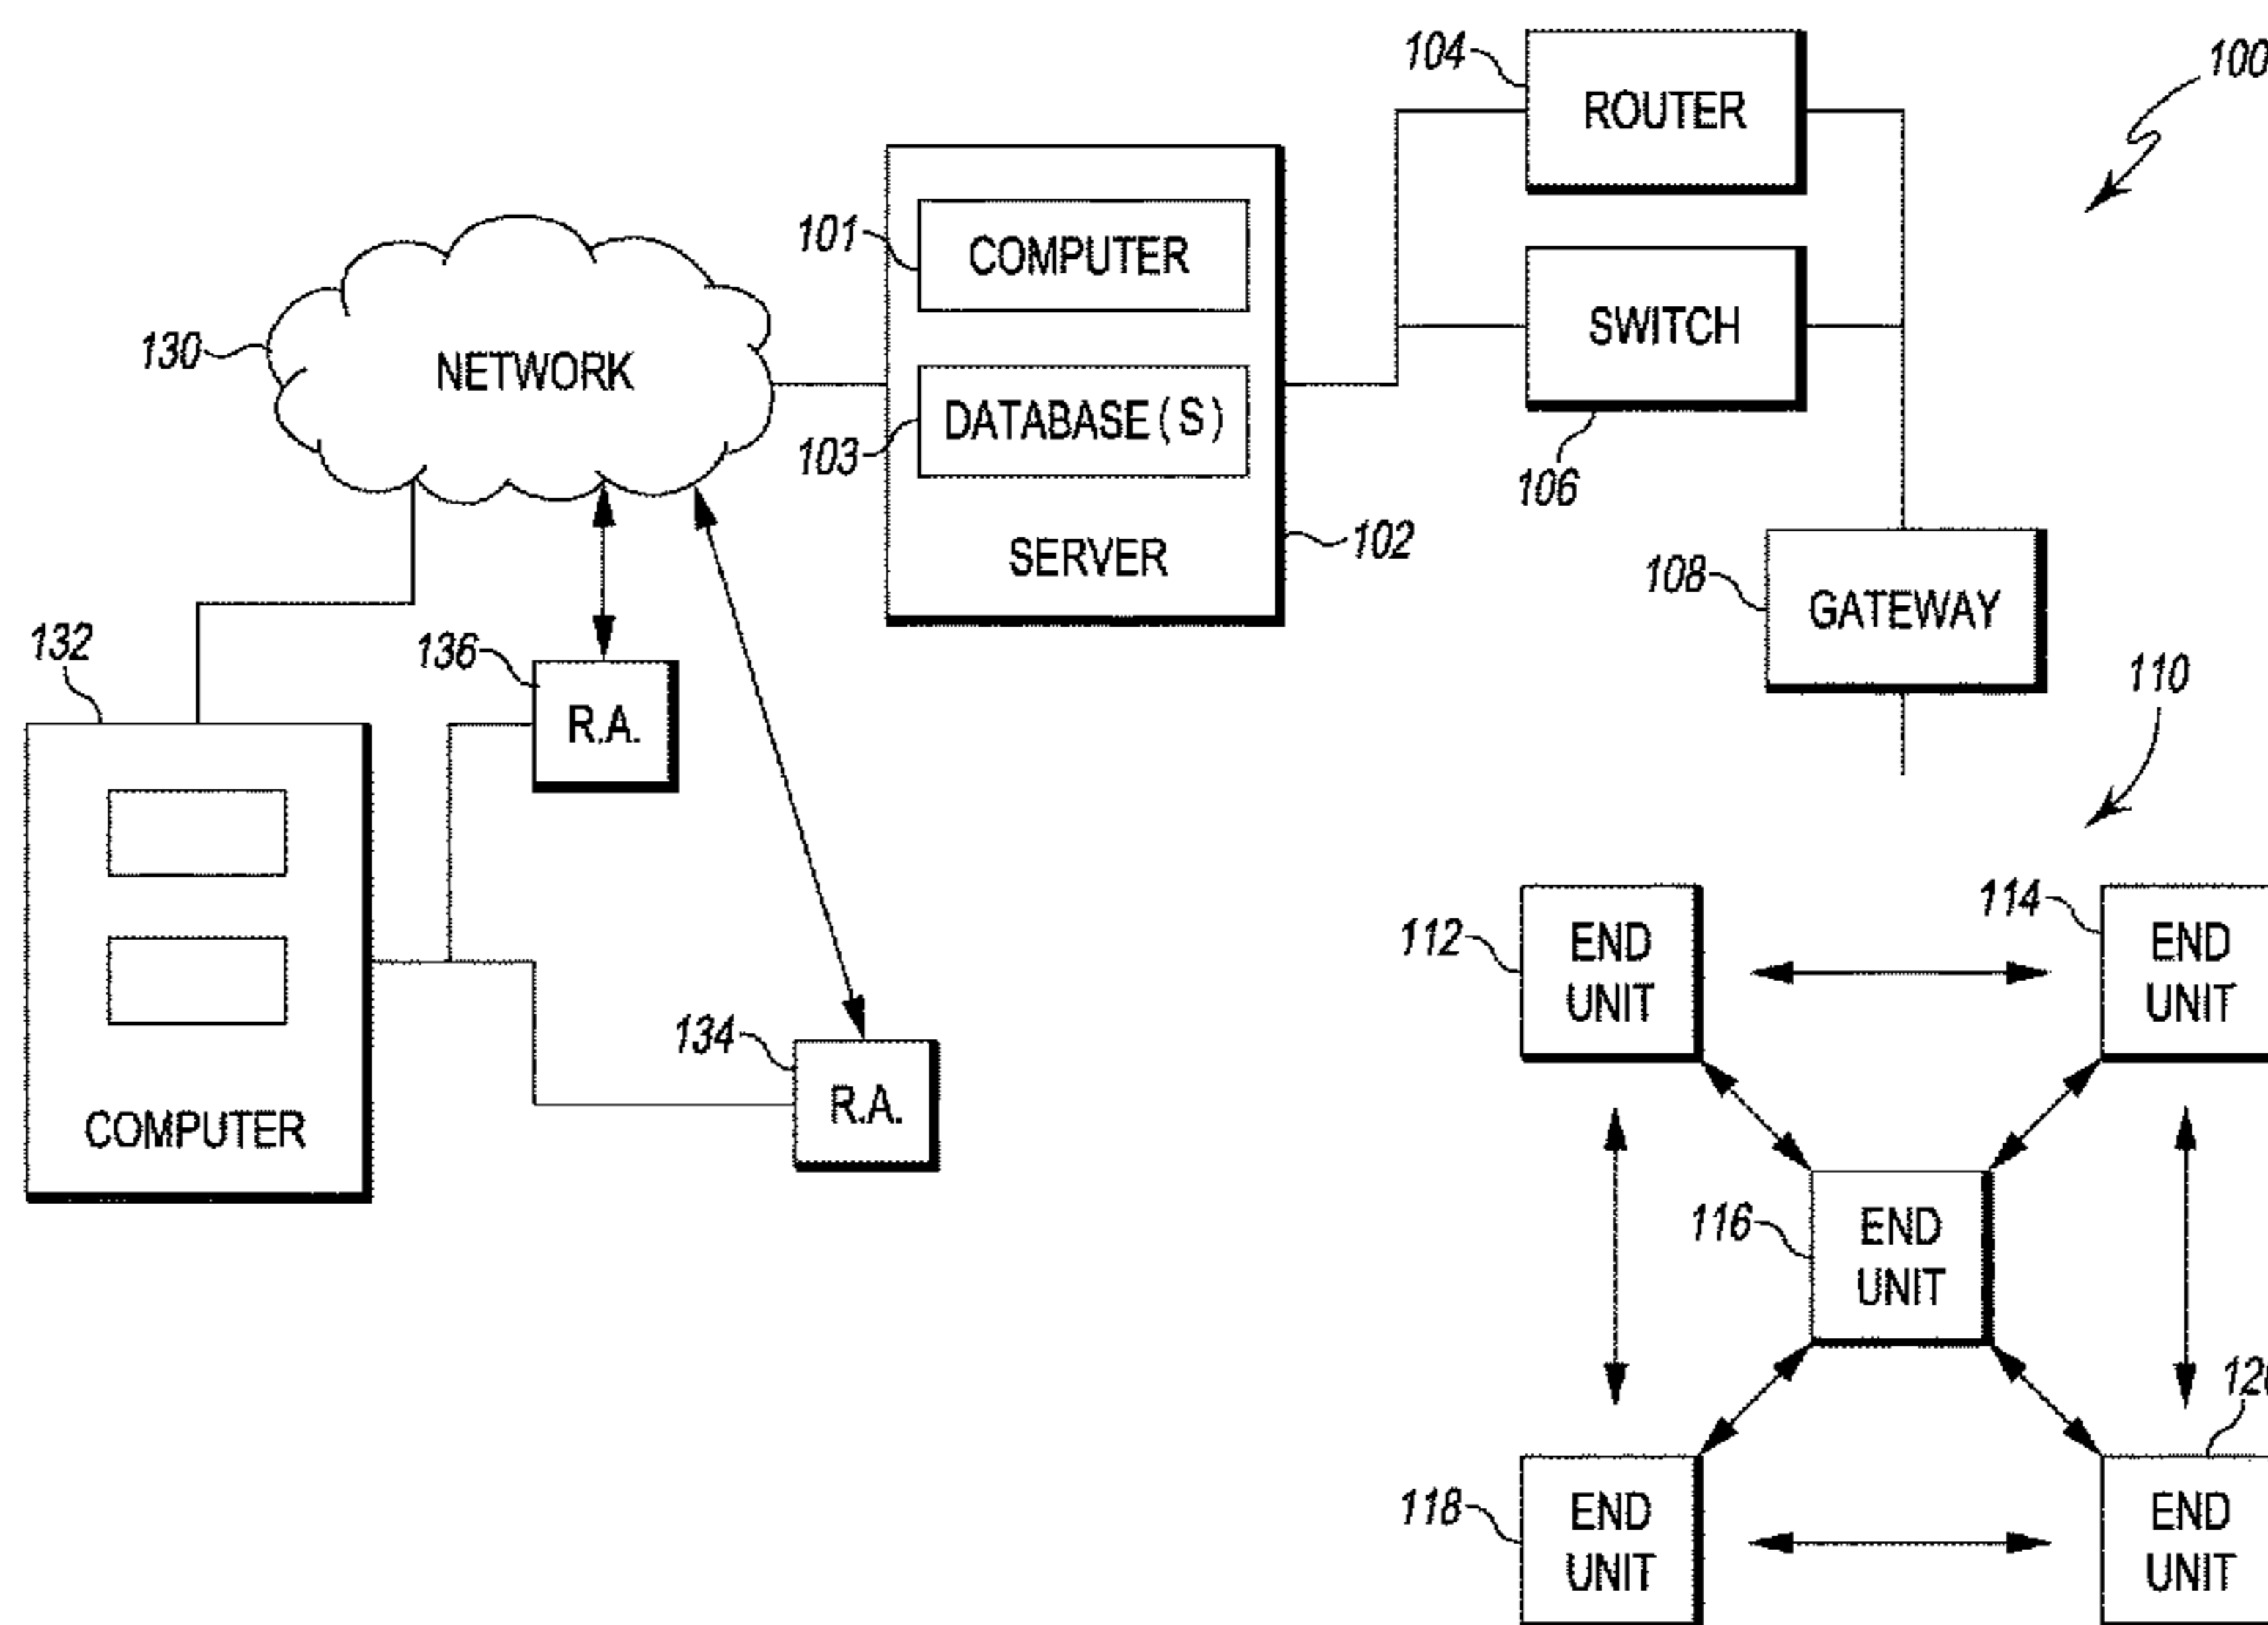 104
ROUTER
100
101
COMPUTER
130
NETWORK
SWITCH
103
DATABASE(S)
106
SERVER
102
108
GATEWAY
132
136
R.A.
110
COMPUTER
134
R.A.
112
END
UNIT
114
END
UNIT
116
END
UNIT
118
END
UNIT
END
UNIT